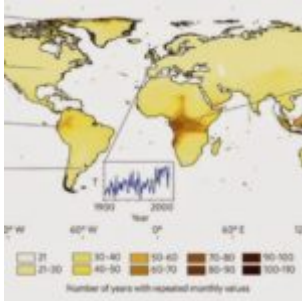 T
1900 2000
Year
60° W 0° 60° E
21 30-40 50-60 70-80 90-100
21-30 40-50 60-70 80-90 100-110
Number of years with repeated monthly values